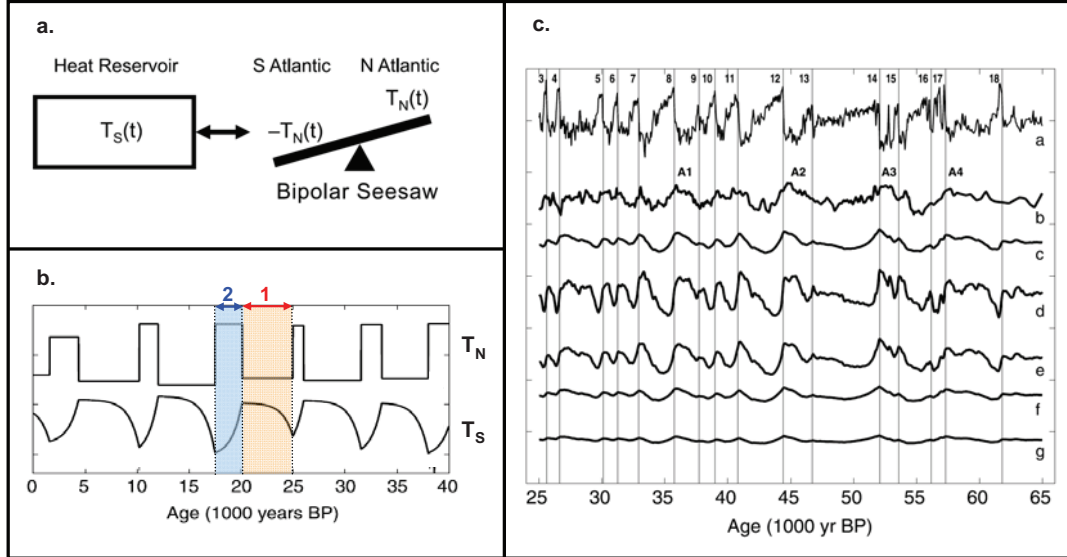 a.
Heat Reservoir
S Atlantic
N Atlantic
T_S(t)
T_N(t)
–T_N(t)
Bipolar Seesaw
b.
2
1
T_N
T_S
0 5 10 15 20 25 30 35 40
Age (1000 years BP)
c.
3 4 5 6 7 8 9 10 11 12 13 14 15 16 17 18
a
A1 A2 A3 A4
b
c
d
e
f
g
25 30 35 40 45 50 55 60 65
Age (1000 yr BP)